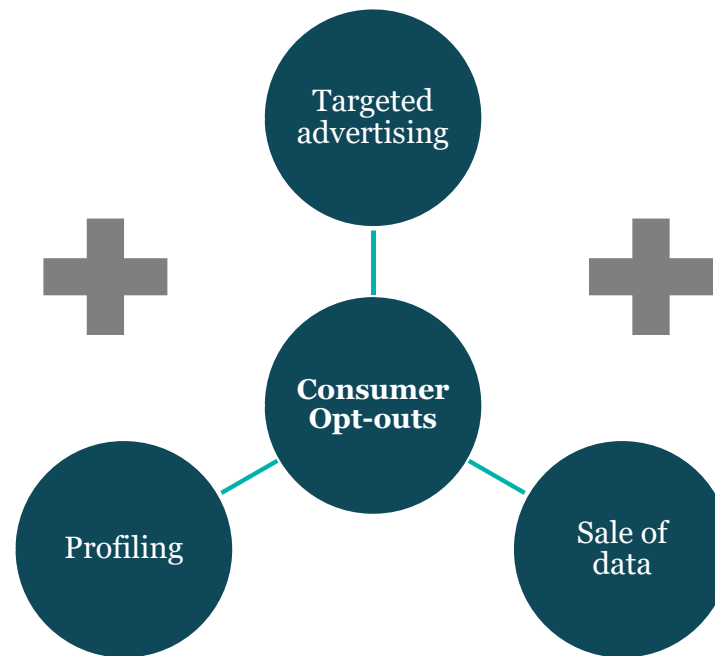 Targeted
advertising
Consumer
Opt-outs
Profiling
Sale of
data